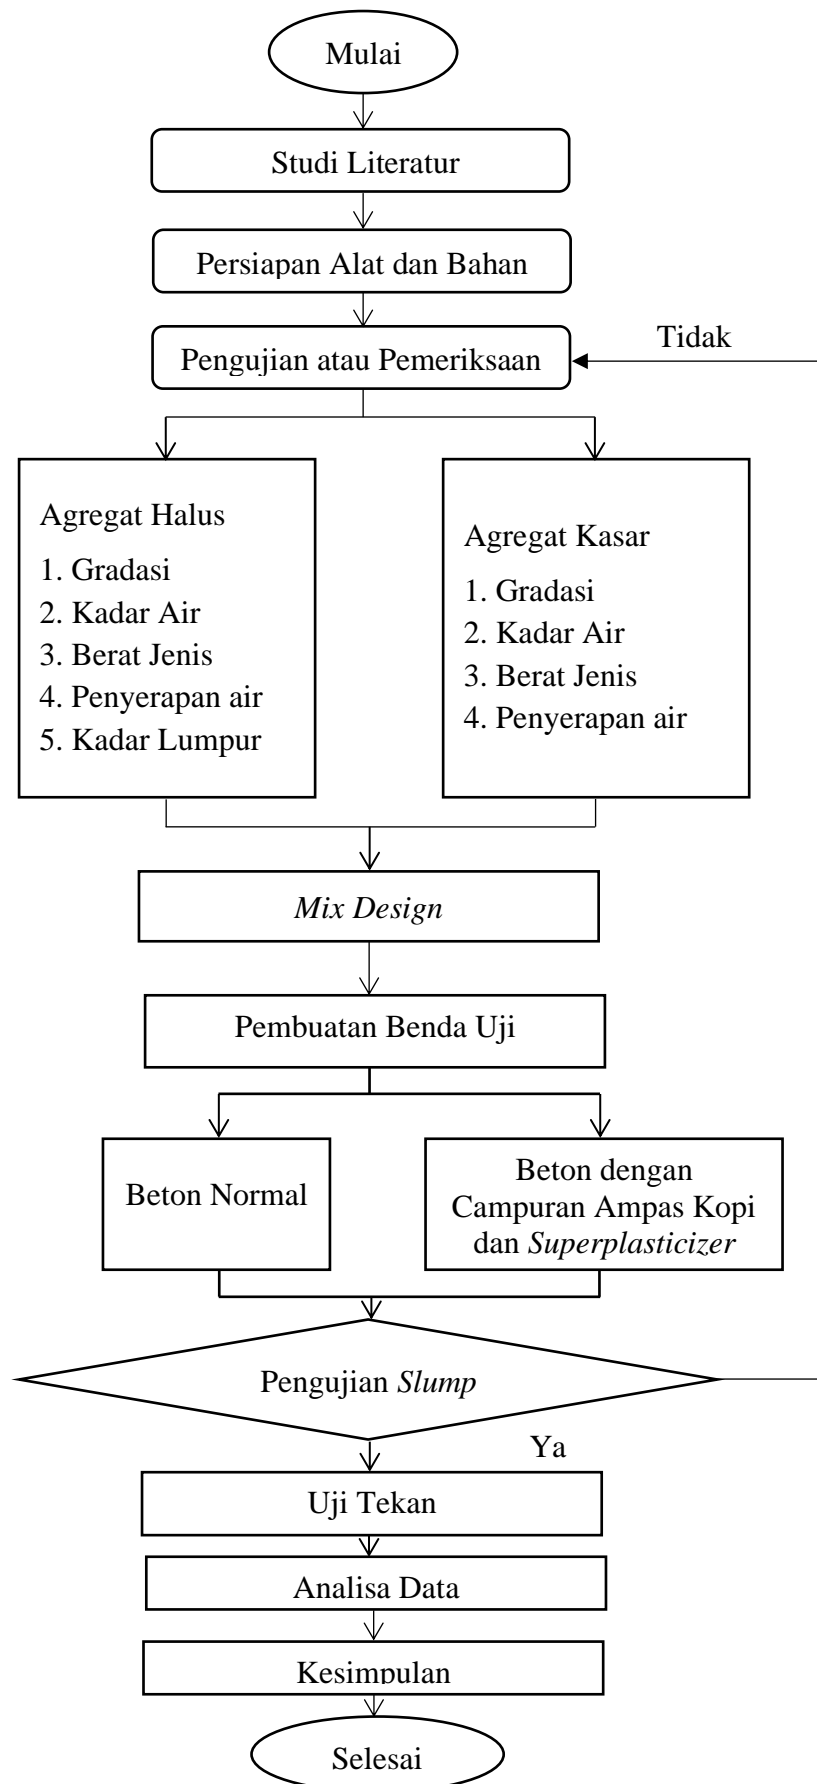 Mulai
Studi Literatur
Persiapan Alat dan Bahan
Pengujian atau Pemeriksaan
Tidak
Agregat Halus
1. Gradasi
2. Kadar Air
3. Berat Jenis
4. Penyerapan air
5. Kadar Lumpur
Agregat Kasar
1. Gradasi
2. Kadar Air
3. Berat Jenis
4. Penyerapan air
Mix Design
Pembuatan Benda Uji
Beton Normal
Beton dengan
Campuran Ampas Kopi
dan Superplasticizer
Pengujian Slump
Ya
Uji Tekan
Analisa Data
Kesimpulan
Selesai